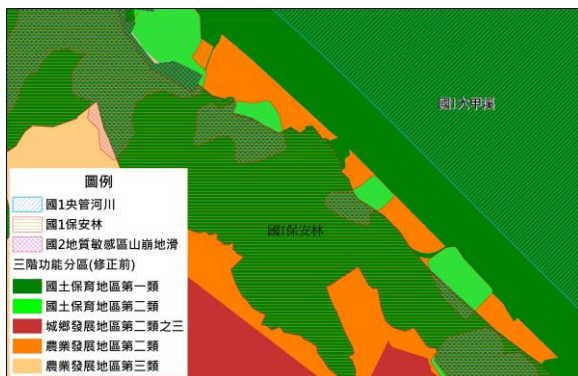 國1大甲溪
國1保安林
圖例
國1央管河川
國1保安林
國2地質敏感區山崩地滑
三階功能分區(修正前)
國土保育地區第一類
國土保育地區第二類
城鄉發展地區第二類之三
農業發展地區第二類
農業發展地區第三類